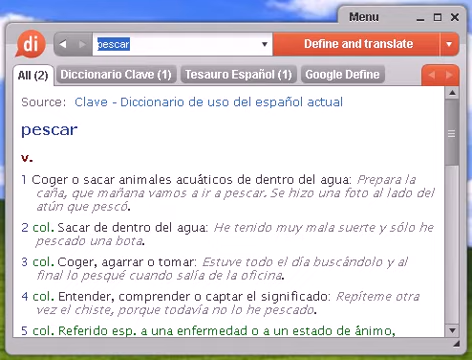 Menu
di
pescar
Define and translate
All (2)
Diccionario Clave (1)
Tesauro Español (1)
Google Define
Source: Clave - Diccionario de uso del español actual
pescar
v.
1 Coger o sacar animales acuáticos de dentro del agua: Prepara la
caña, que mañana vamos a ir a pescar. Se hizo una foto al lado del
atún que pescó.
2 col. Sacar de dentro del agua: He tenido muy mala suerte y sólo he
pescado una bota.
3 col. Coger, agarrar o tomar: Estuve todo el día buscándolo y al
final lo pesqué cuando salía de la oficina.
4 col. Entender, comprender o captar el significado: Repíteme otra
vez el chiste, porque todavía no lo he pescado.
5 col. Referido esp. a una enfermedad o a un estado de ánimo,